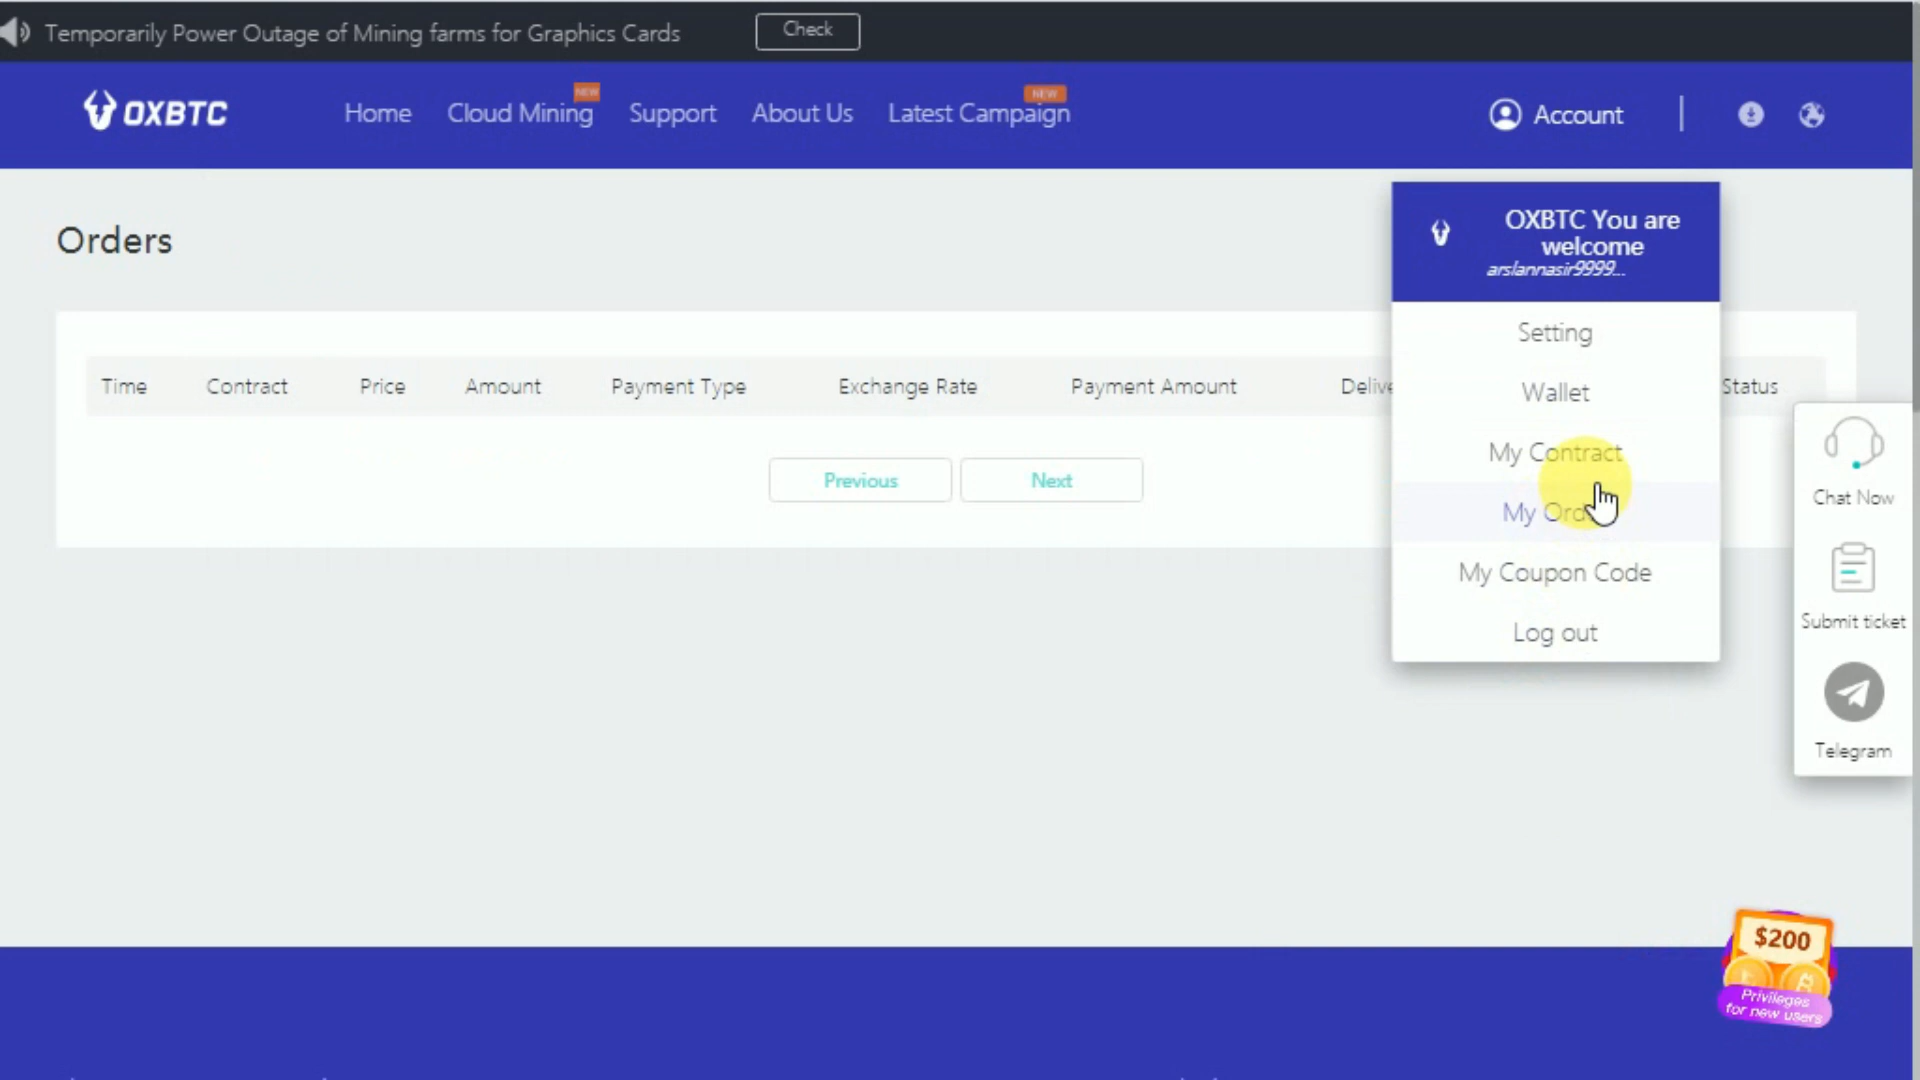 Temporarily Power Outage of Mining farms for Graphics Cards
Check
OXBTC
Home
Cloud Mining
NEW
Support
About Us
Latest Campaign
NEW
Account
OXBTC You are
welcome
arslannasir9999...
Orders
Setting
Wallet
My Contract
My Coupon Code
Log out
Time
Contract
Price
Amount
Payment Type
Exchange Rate
Payment Amount
Status
Previous
Next
Chat Now
Submit ticket
Telegram
$200
Privileges
for new users